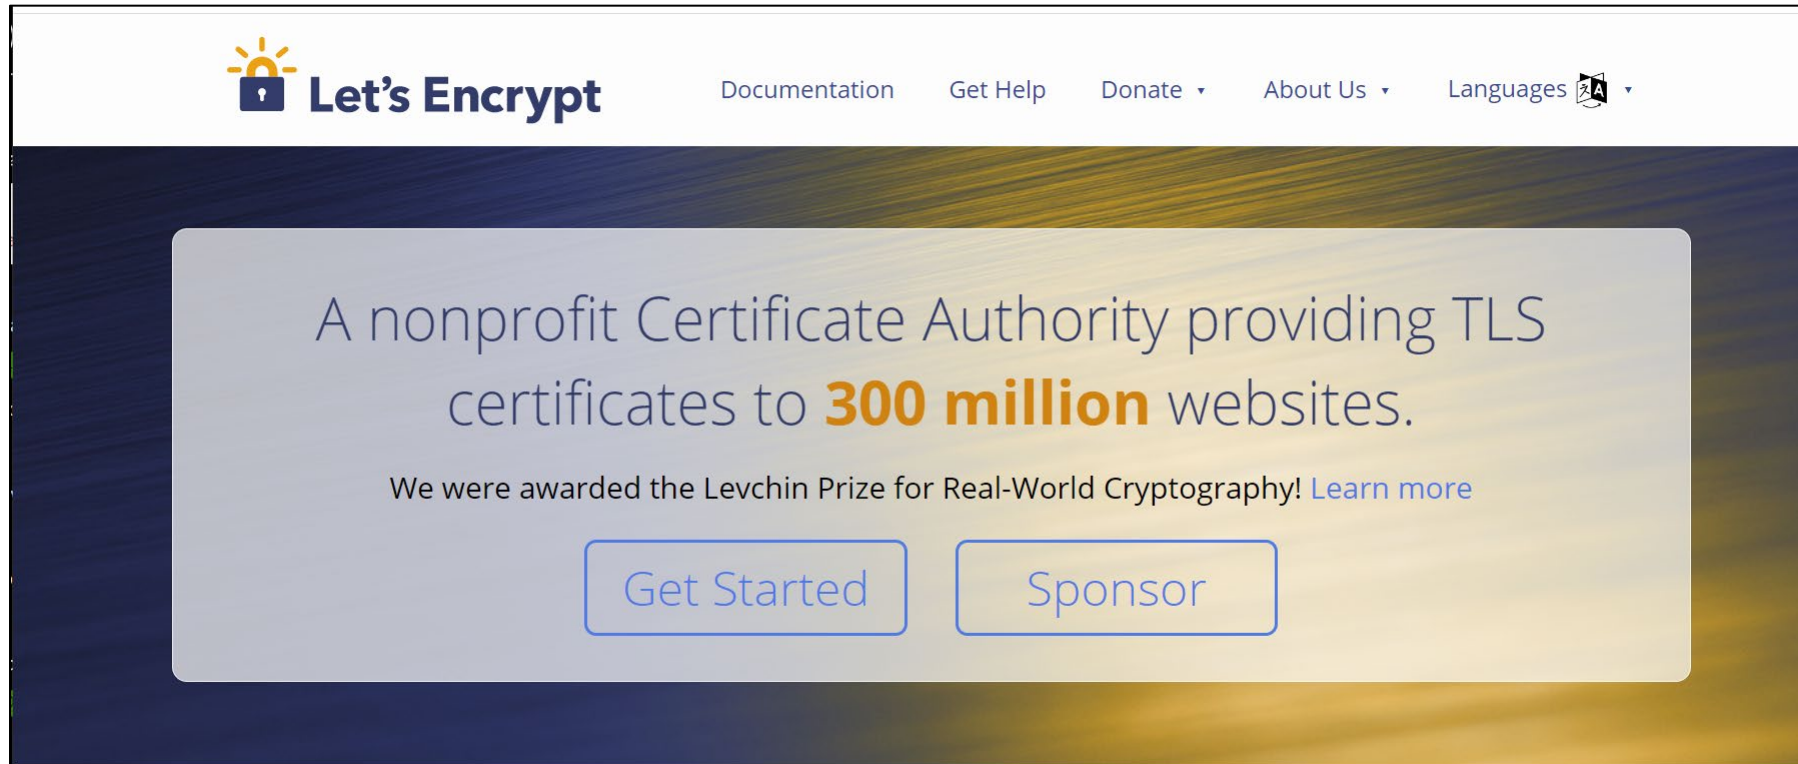 Let's Encrypt
Documentation
Get Help
Donate
About Us
Languages
A nonprofit Certificate Authority providing TLS
certificates to 300 million websites.
We were awarded the Levchin Prize for Real-World Cryptography! Learn more
Get Started
Sponsor